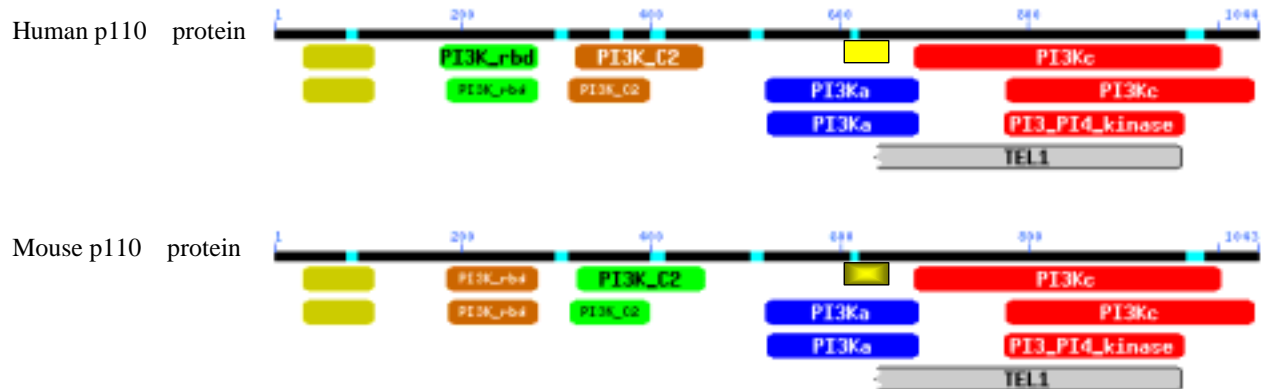 1 200 400 600 800 1044
Human p110 protein
PI3K_rbd PI3K_C2 PI3Kc
PI3K_rbd PI3K_C2 PI3Ka PI3Kc
PI3Ka PI3_PI4_kinase
TEL1
1 200 400 600 800 1043
Mouse p110 protein
PI3K_rbd PI3K_C2 PI3Kc
PI3K_rbd PI3K_C2 PI3Ka PI3Kc
PI3Ka PI3_PI4_kinase
TEL1